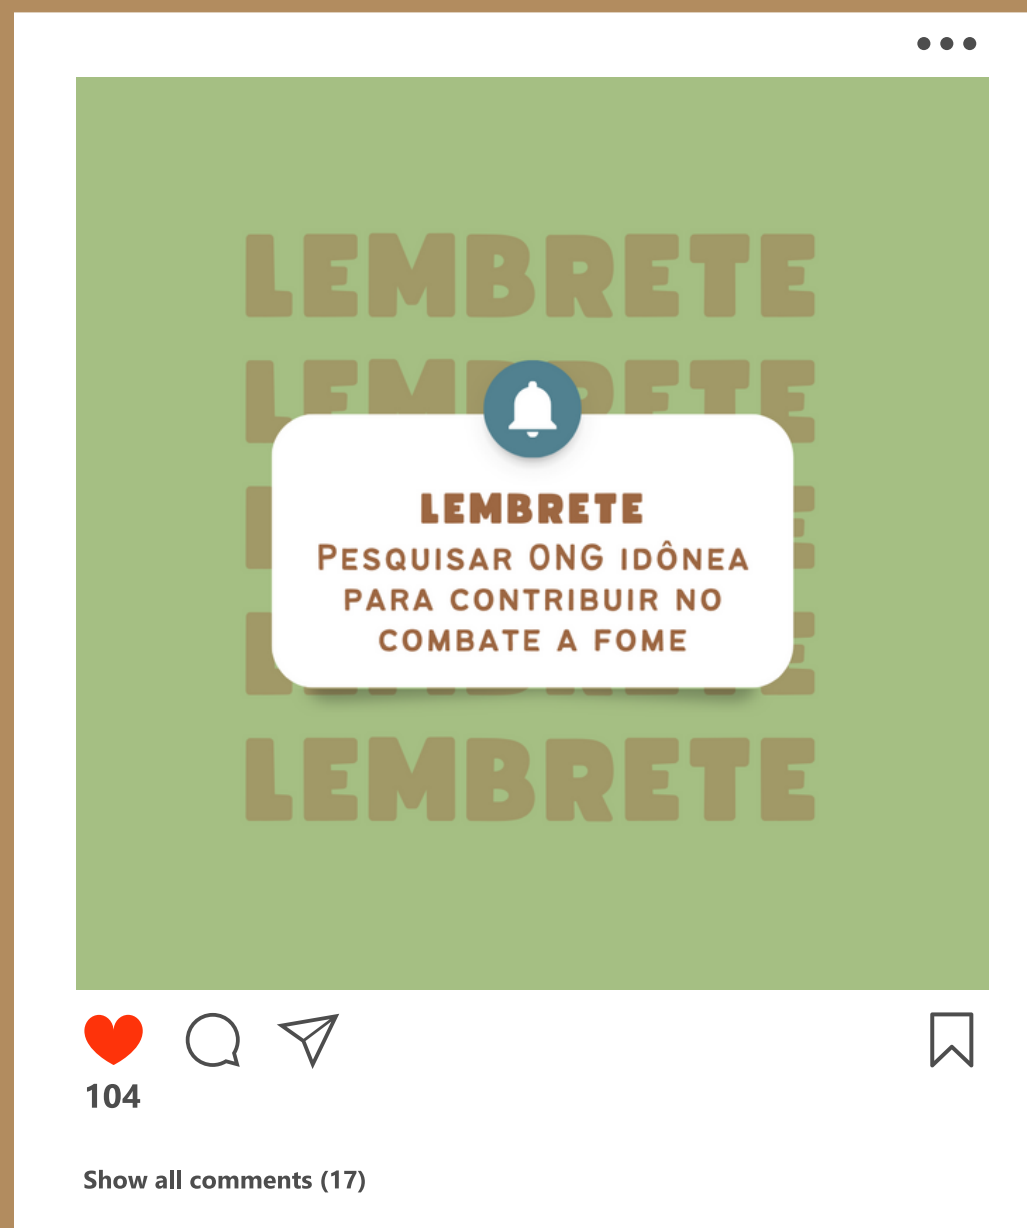 LEMBRETE
LEMBRETE
LEMBRETE
PESQUISAR ONG IDÔNEA
PARA CONTRIBUIR NO
COMBATE A FOME
LEMBRETE
104
Show all comments (17)